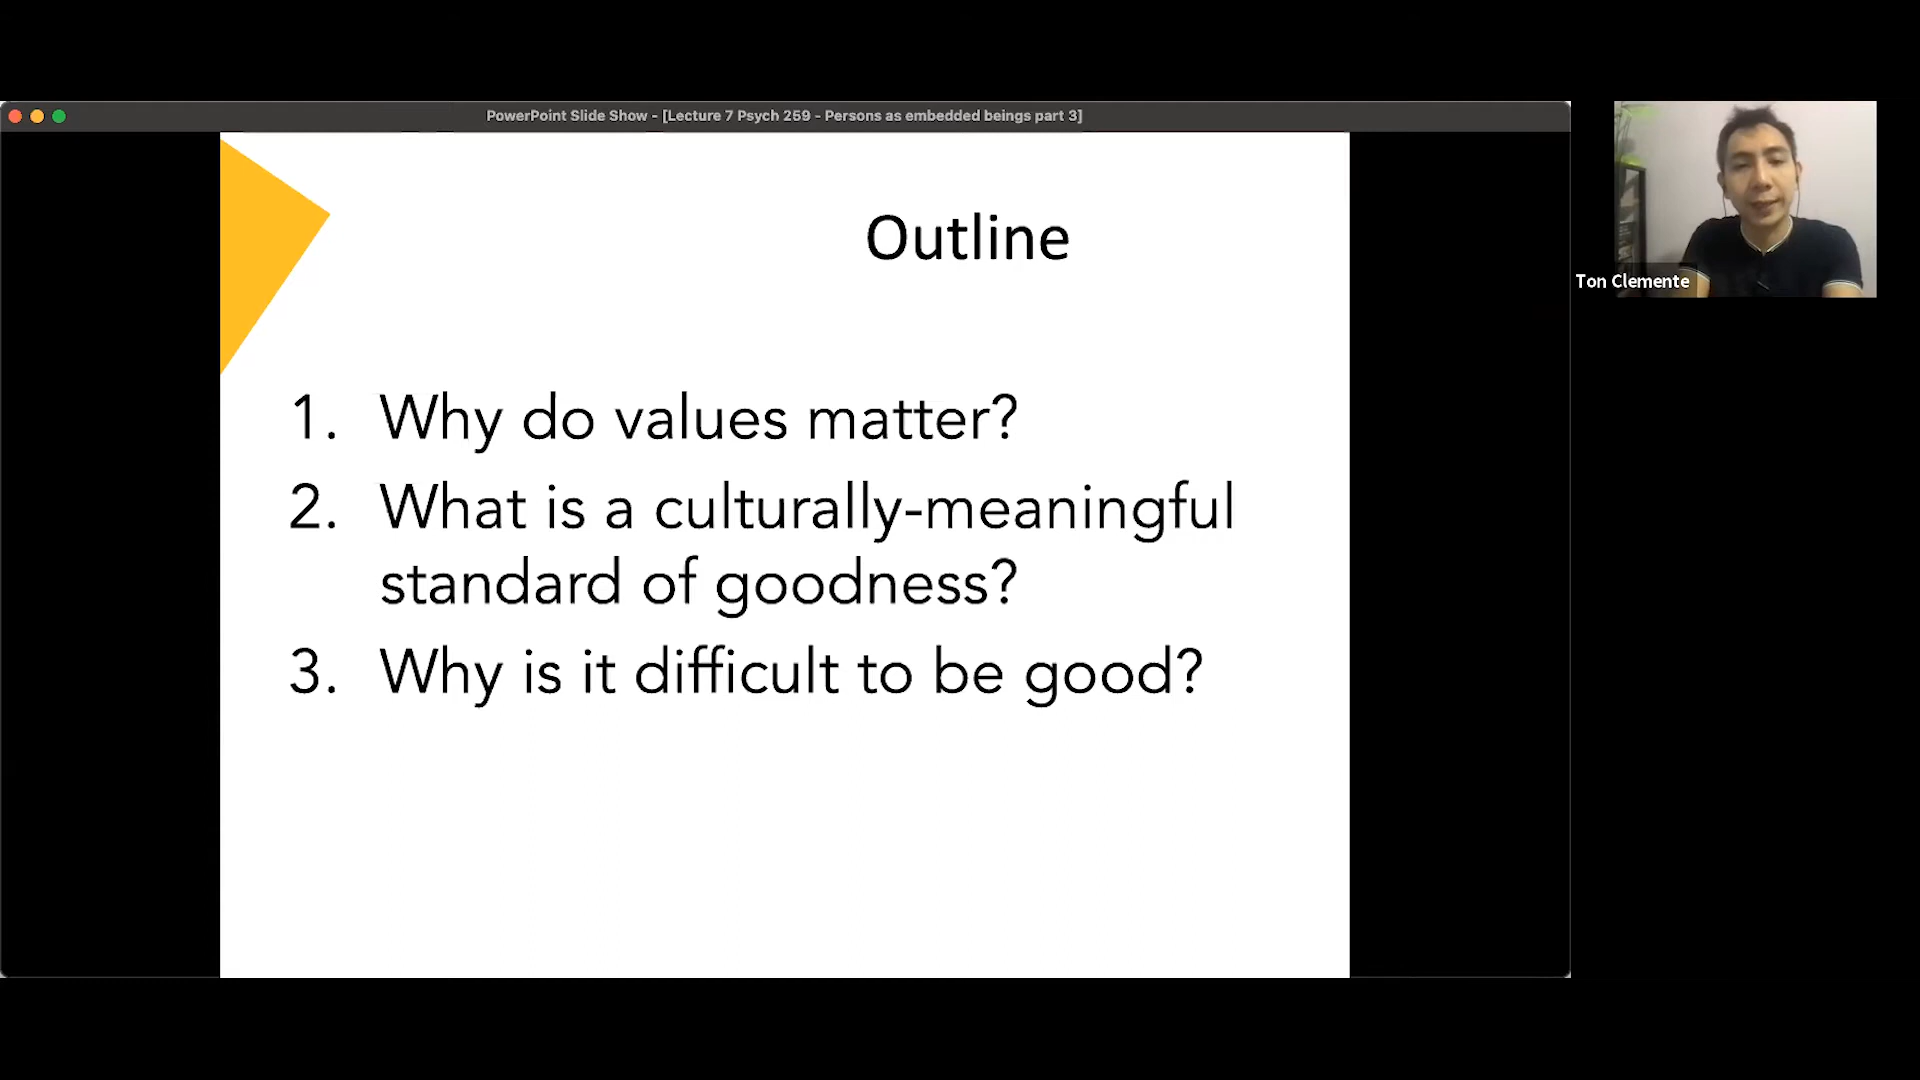 PowerPoint Slide Show - [Lecture 7 Psych 259 - Persons as embedded beings part 3]
Outline
1. Why do values matter?
2. What is a culturally-meaningful
standard of goodness?
3. Why is it difficult to be good?
Ton Clemente